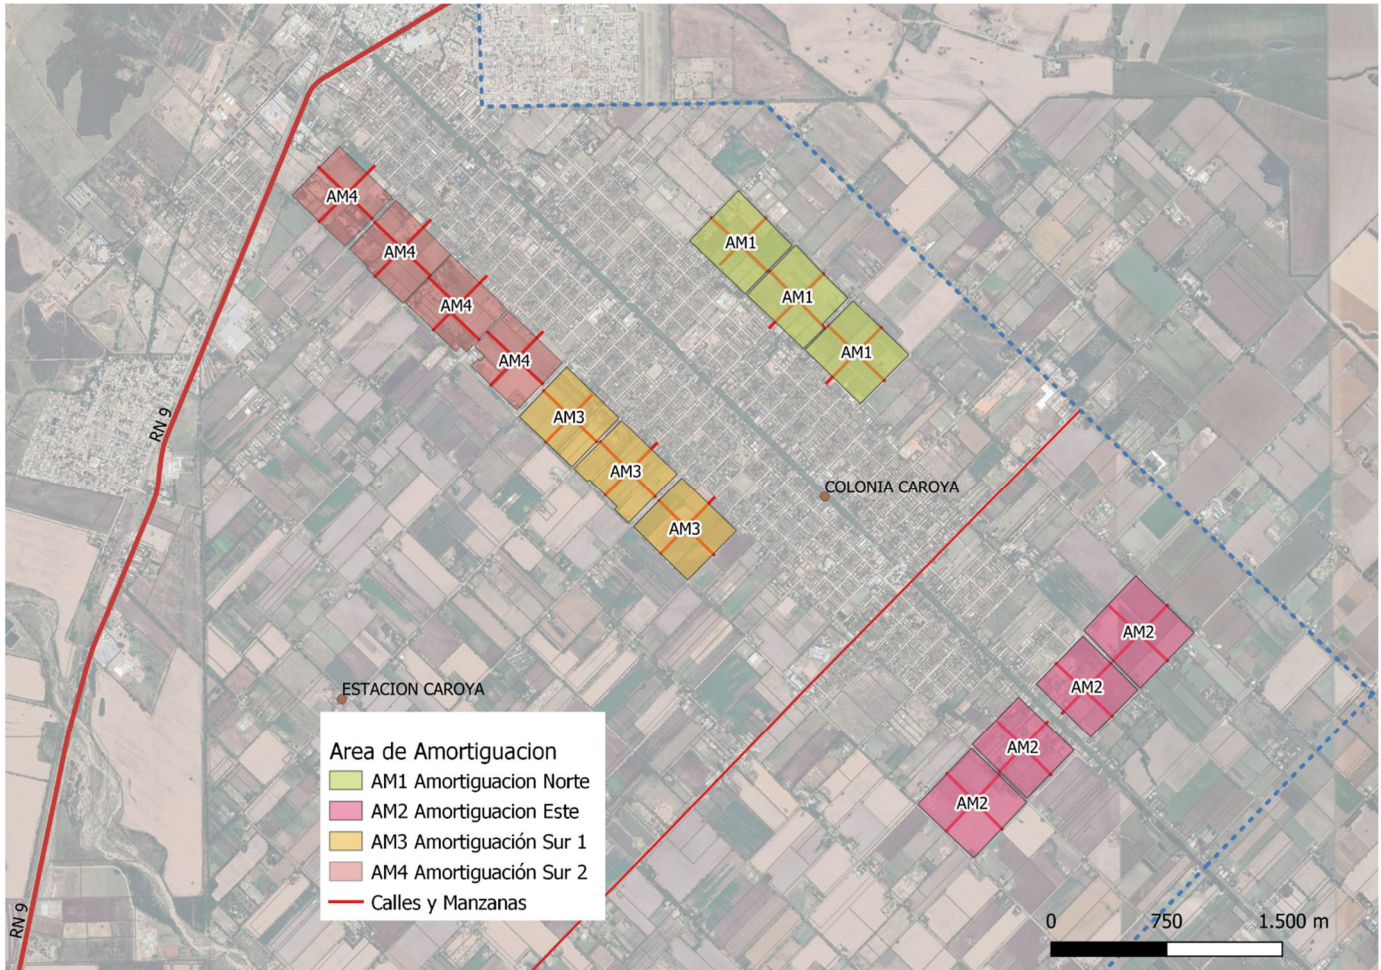 AM4
AM1
AM4
AM1
AM4
AM1
AM4
RN 9
AM3
AM3
COLONIA CAROYA
AM3
AM2
ESTACION CAROYA
AM2
AM2
AM2
Area de Amortiguacion
AM1 Amortiguacion Norte
AM2 Amortiguacion Este
AM3 Amortiguación Sur 1
AM4 Amortiguación Sur 2
Calles y Manzanas
RN 9
0 750 1.500 m